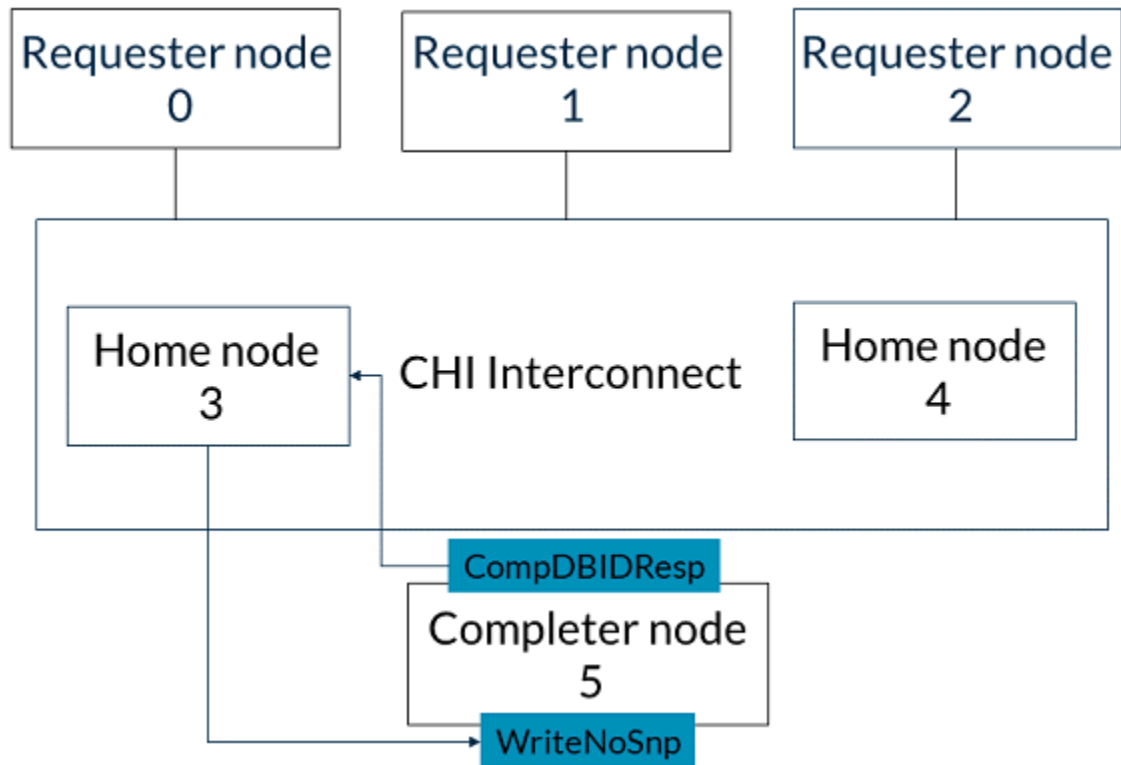 Requester node
0
Requester node
1
Requester node
2
Home node
3
CHI Interconnect
Home node
4
CompDBIDResp
Completer node
5
WriteNoSnp